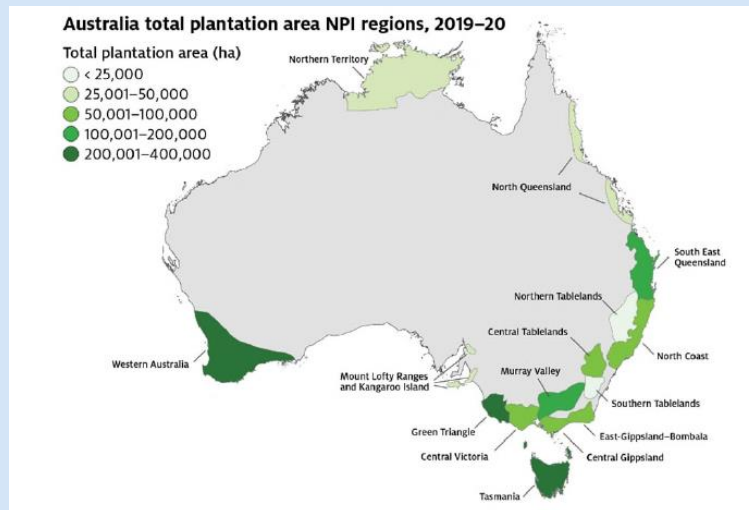 Australia total plantation area NPI regions, 2019–20
Total plantation area (ha)
< 25,000
25,001–50,000
50,001–100,000
100,001–200,000
200,001–400,000
Northern Territory
North Queensland
South East
Queensland
Northern Tablelands
Central Tablelands
North Coast
Western Australia
Mount Lofty Ranges
and Kangaroo Island
Murray Valley
Southern Tablelands
Green Triangle
East-Gippsland–Bombala
Central Victoria
Central Gippsland
Tasmania